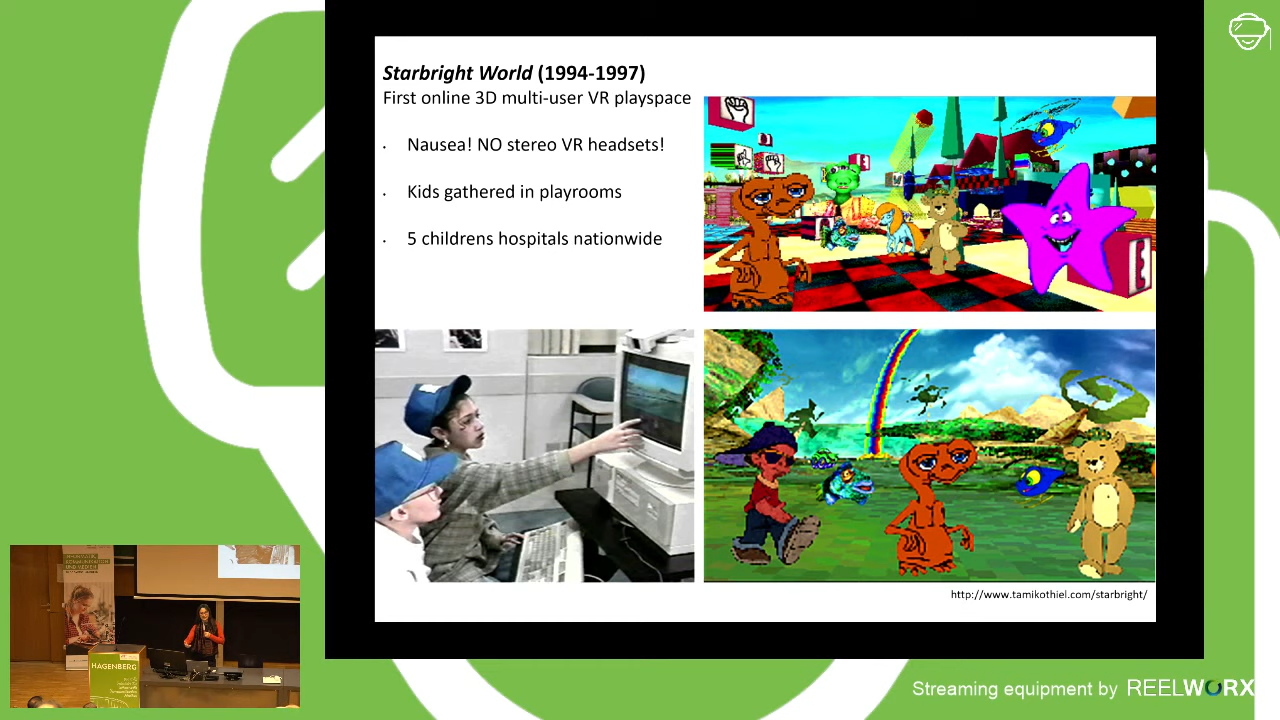 Starbright World (1994-1997)
First online 3D multi-user VR playspace
• Nausea! NO stereo VR headsets!
• Kids gathered in playrooms
• 5 childrens hospitals nationwide
http://www.tamikothiel.com/starbright/
HAGENBERG
Streaming equipment by REELWORX